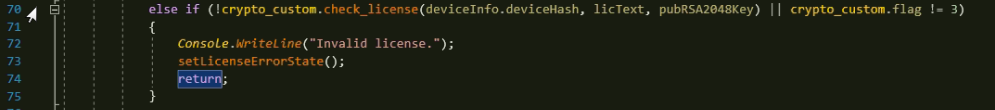 70 else if (!crypto_custom.check_license(deviceInfo.deviceHash, licText, pubRSA2048Key) || crypto_custom.flag != 3)
71 {
72 Console.WriteLine("Invalid license.");
73 setLicenseErrorState();
74 return;
75 }